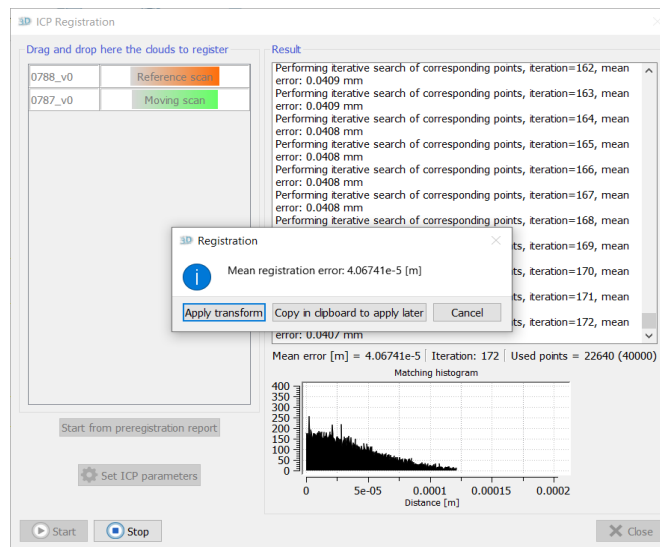 3D ICP Registration
Drag and drop here the clouds to register
0788_v0 Reference scan
0787_v0 Moving scan
Start from preregistration report
Set ICP parameters
Start
Stop
Result
Performing iterative search of corresponding points, iteration=162, mean
error: 0.0409 mm
Performing iterative search of corresponding points, iteration=163, mean
error: 0.0409 mm
Performing iterative search of corresponding points, iteration=164, mean
error: 0.0408 mm
Performing iterative search of corresponding points, iteration=165, mean
error: 0.0408 mm
Performing iterative search of corresponding points, iteration=166, mean
error: 0.0408 mm
Performing iterative search of corresponding points, iteration=167, mean
error: 0.0408 mm
Performing iterative search of corresponding points, iteration=168, mean
ts, iteration=169, mean
ts, iteration=170, mean
ts, iteration=171, mean
ts, iteration=172, mean
error: 0.0407 mm
3D Registration
Mean registration error: 4.06741e-5 [m]
Apply transform
Copy in clipboard to apply later
Cancel
Mean error [m] = 4.06741e-5 Iteration: 172 Used points = 22640 (40000)
Matching histogram
400
350
300
250
200
150
100
50
0
0 5e-05 0.0001 0.00015 0.0002
Distance [m]
Close